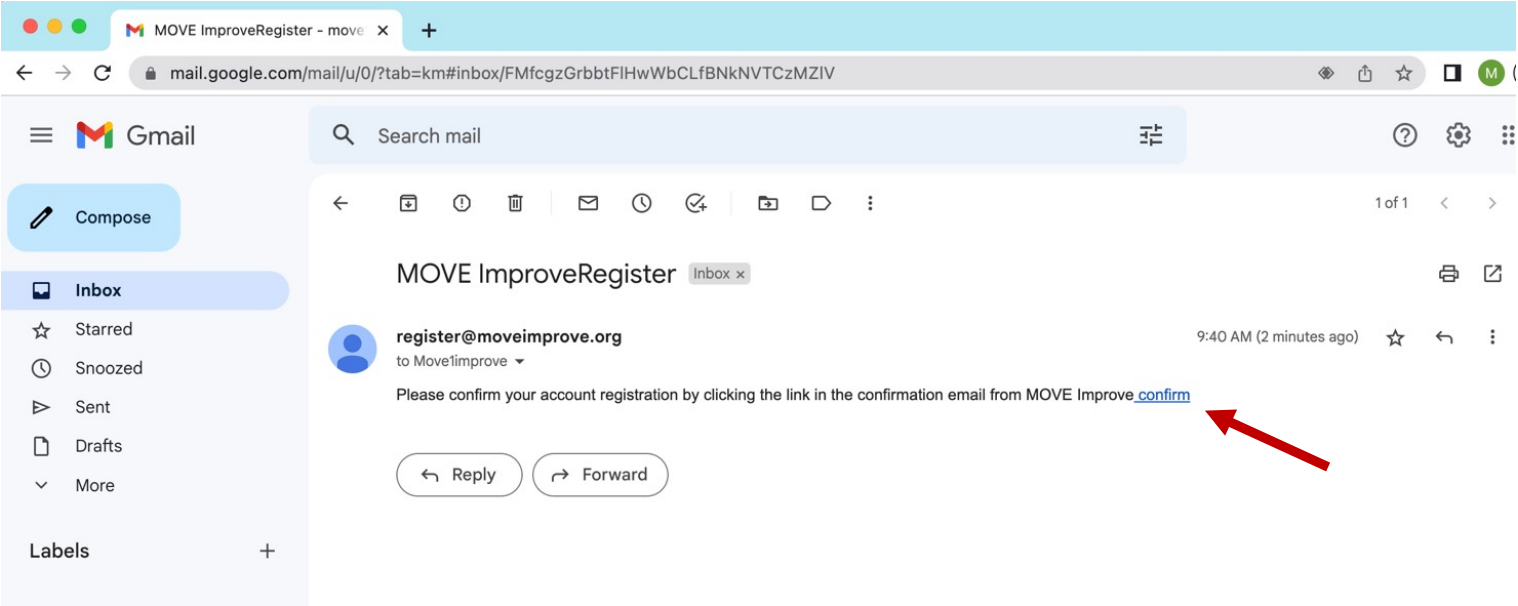 MOVE ImproveRegister - move
mail.google.com/mail/u/0/?tab=km#inbox/FMfcgzGrbbtFlHwWbCLfBNkNVTCzMZlV
M
Gmail
Search mail
Compose
1 of 1
MOVE ImproveRegister Inbox x
Inbox
Starred
register@moveimprove.org 9:40 AM (2 minutes ago)
to Move1improve
Snoozed
Please confirm your account registration by clicking the link in the confirmation email from MOVE Improve confirm
Sent
Drafts
Reply Forward
More
Labels